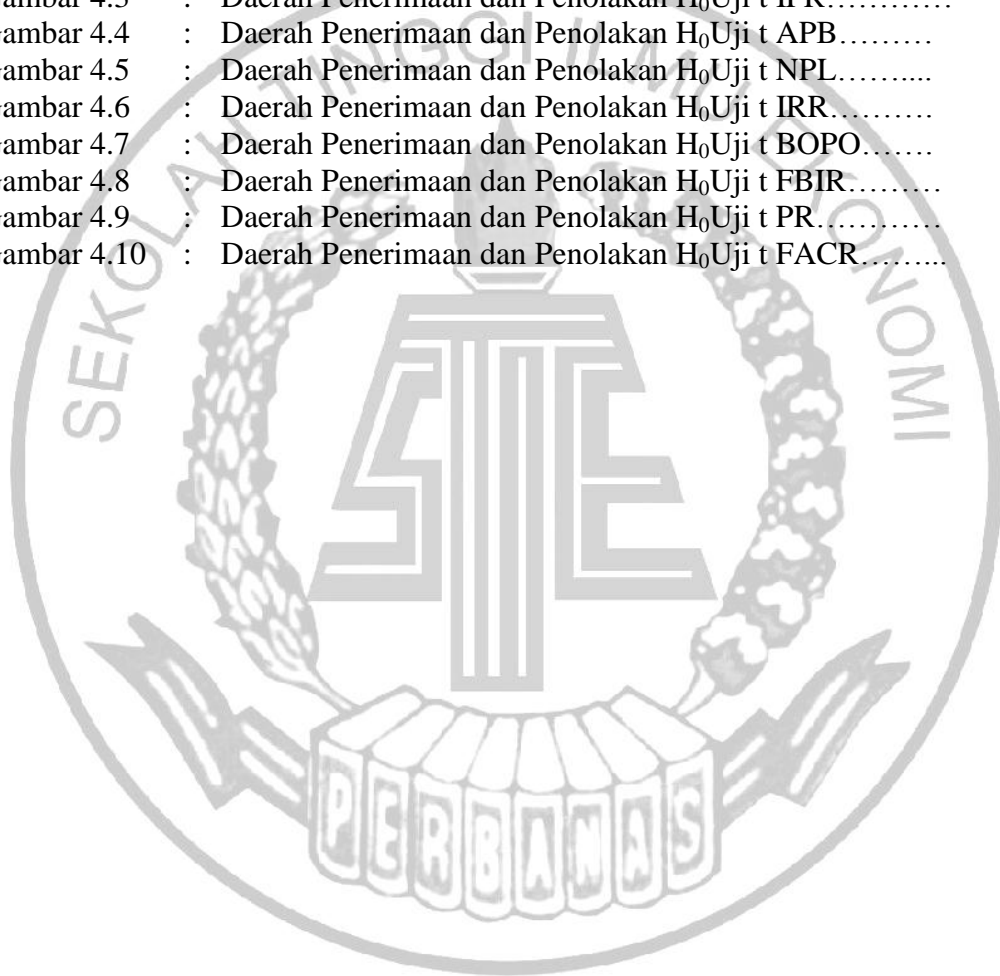 ambar 4.3 : Daerah Penerimaan dan Penolakan H₀Uji t IPR…………
ambar 4.4 : Daerah Penerimaan dan Penolakan H₀Uji t APB………
ambar 4.5 : Daerah Penerimaan dan Penolakan H₀Uji t NPL……....
ambar 4.6 : Daerah Penerimaan dan Penolakan H₀Uji t IRR……….
ambar 4.7 : Daerah Penerimaan dan Penolakan H₀Uji t BOPO…….
ambar 4.8 : Daerah Penerimaan dan Penolakan H₀Uji t FBIR………
ambar 4.9 : Daerah Penerimaan dan Penolakan H₀Uji t PR…………
ambar 4.10 : Daerah Penerimaan dan Penolakan H₀Uji t FACR……...
SEKOLAH TINGGI ILMU EKONOMI
STIE
PERBANAS